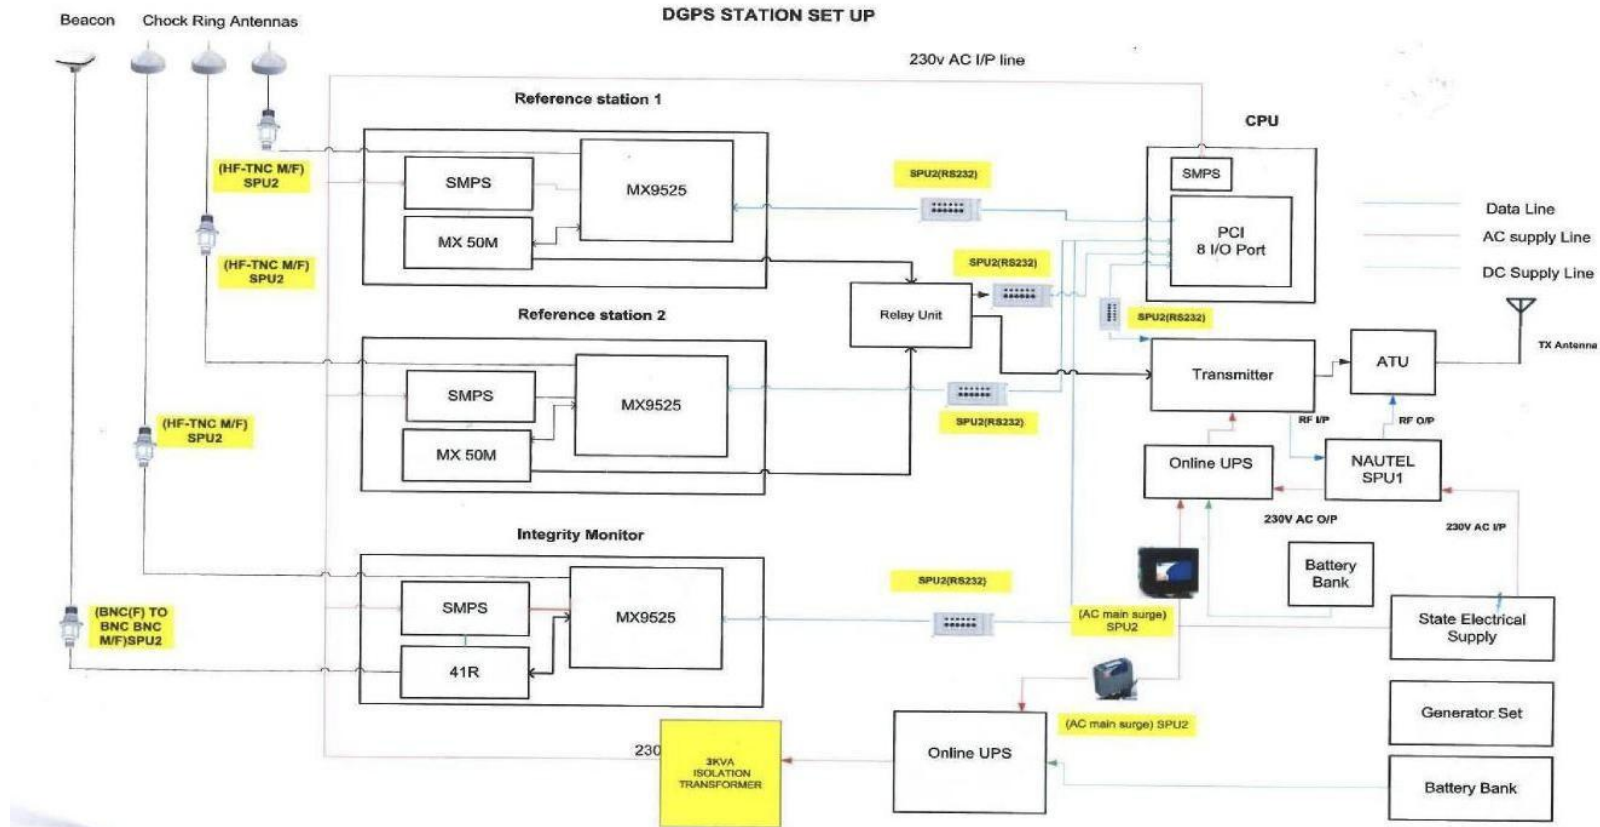 DGPS STATION SET UP
Beacon
Chock Ring Antennas
230v AC I/P line
Reference station 1
CPU
(HF-TNC M/F)
SPU2
SMPS
MX9525
MX 50M
SPU2(RS232)
SMPS
PCI
8 I/O Port
Data Line
AC supply Line
DC Supply Line
(HF-TNC M/F)
SPU2
SPU2(RS232)
Relay Unit
SPU2(RS232)
Reference station 2
SMPS
MX9525
MX 50M
Transmitter
ATU
TX Antenna
(HF-TNC M/F)
SPU2
SPU2(RS232)
RF I/P
RF O/P
Online UPS
NAUTEL
SPU1
230V AC O/P
230V AC I/P
Integrity Monitor
SMPS
MX9525
41R
SPU2(RS232)
(BNC(F) TO
BNC BNC
M/F)SPU2
Battery
Bank
(AC main surge)
SPU2
State Electrical
Supply
(AC main surge) SPU2
Generator Set
230
3KVA
ISOLATION
TRANSFORMER
Online UPS
Battery Bank